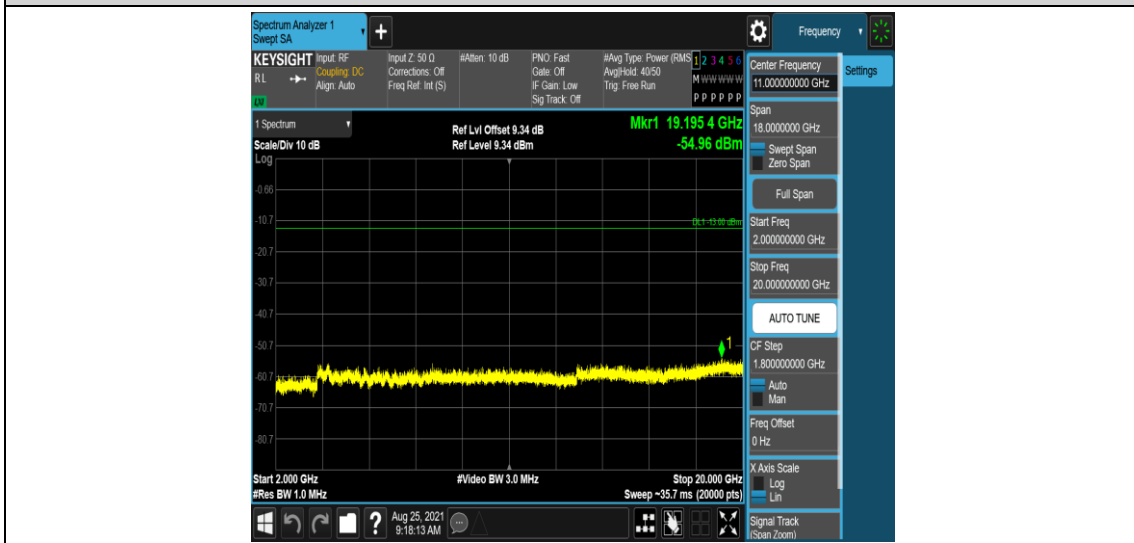 Spectrum Analyzer 1
Swept SA
+
Frequency
KEYSIGHT
RL
Input: RF
Coupling: DC
Align: Auto
Input Z: 50 Ω
Corrections: Off
Freq Ref: Int (S)
#Atten: 10 dB
PNO: Fast
Gate: Off
IF Gain: Low
Sig Track: Off
#Avg Type: Power (RMS
Avg|Hold: 40/50
Trig: Free Run
1 2 3 4 5 6
M W W W W W
P P P P P P
1 Spectrum
Scale/Div 10 dB
Ref Lvl Offset 9.34 dB
Ref Level 9.34 dBm
Mkr1 19.195 4 GHz
-54.96 dBm
Log
-0.66
-10.7
DL1 -13.00 dBm
-20.7
-30.7
-40.7
-50.7
1
-60.7
-70.7
-80.7
Start 2.000 GHz
#Video BW 3.0 MHz
Stop 20.000 GHz
#Res BW 1.0 MHz
Sweep ~35.7 ms (20000 pts)
?
Aug 25, 2021
9:18:13 AM
Center Frequency
11.000000000 GHz
Settings
Span
18.0000000 GHz
Swept Span
Zero Span
Full Span
Start Freq
2.000000000 GHz
Stop Freq
20.000000000 GHz
AUTO TUNE
CF Step
1.800000000 GHz
Auto
Man
Freq Offset
0 Hz
X Axis Scale
Log
Lin
Signal Track
(Span Zoom)